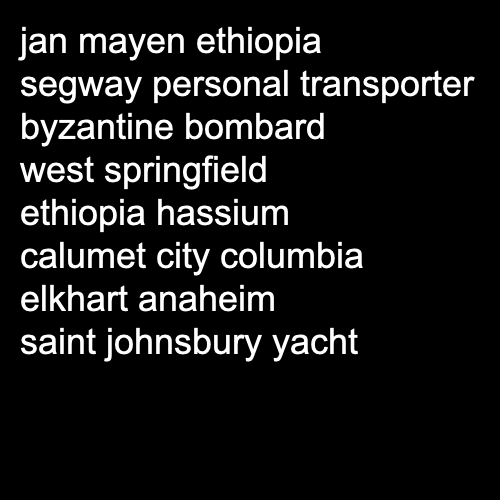 jan mayen ethiopia
segway personal transporter
byzantine bombard
west springfield
ethiopia hassium
calumet city columbia
elkhart anaheim
saint johnsbury yacht